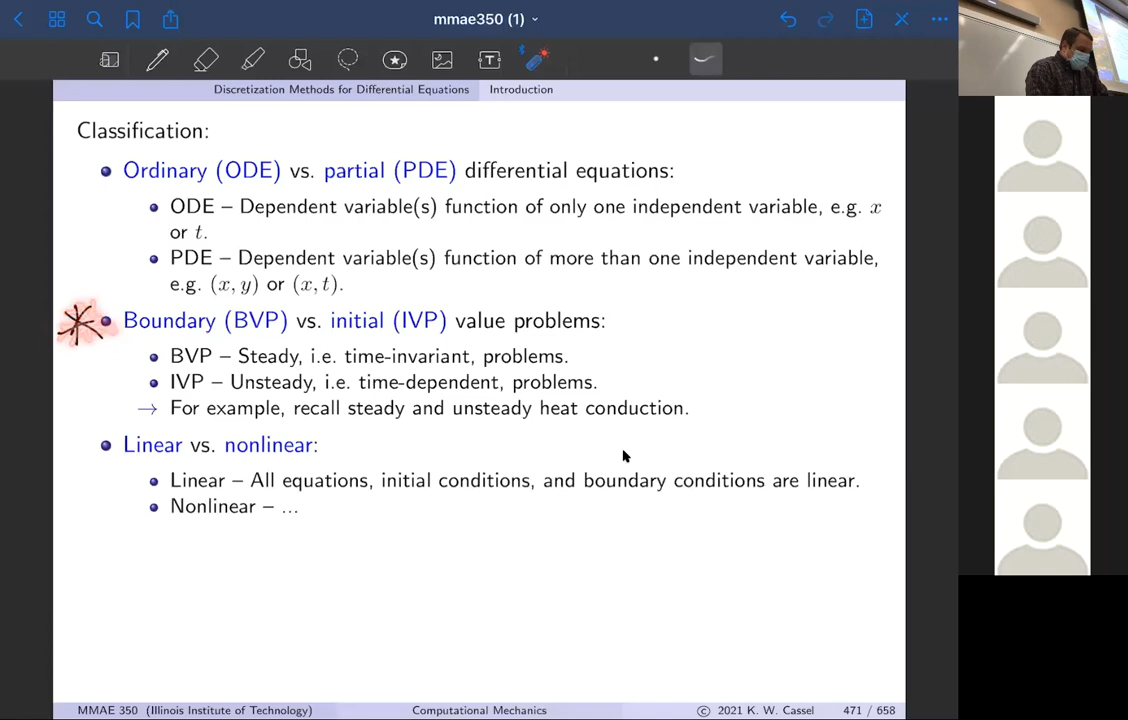 mmae350 (1)
Discretization Methods for Differential Equations Introduction
Classification:
Ordinary (ODE) vs. partial (PDE) differential equations:
ODE – Dependent variable(s) function of only one independent variable, e.g. x
or t.
PDE – Dependent variable(s) function of more than one independent variable,
e.g. (x, y) or (x, t).
Boundary (BVP) vs. initial (IVP) value problems:
BVP – Steady, i.e. time-invariant, problems.
IVP – Unsteady, i.e. time-dependent, problems.
→ For example, recall steady and unsteady heat conduction.
Linear vs. nonlinear:
Linear – All equations, initial conditions, and boundary conditions are linear.
Nonlinear – ...
MMAE 350 (Illinois Institute of Technology) Computational Mechanics © 2021 K. W. Cassel 471 / 658